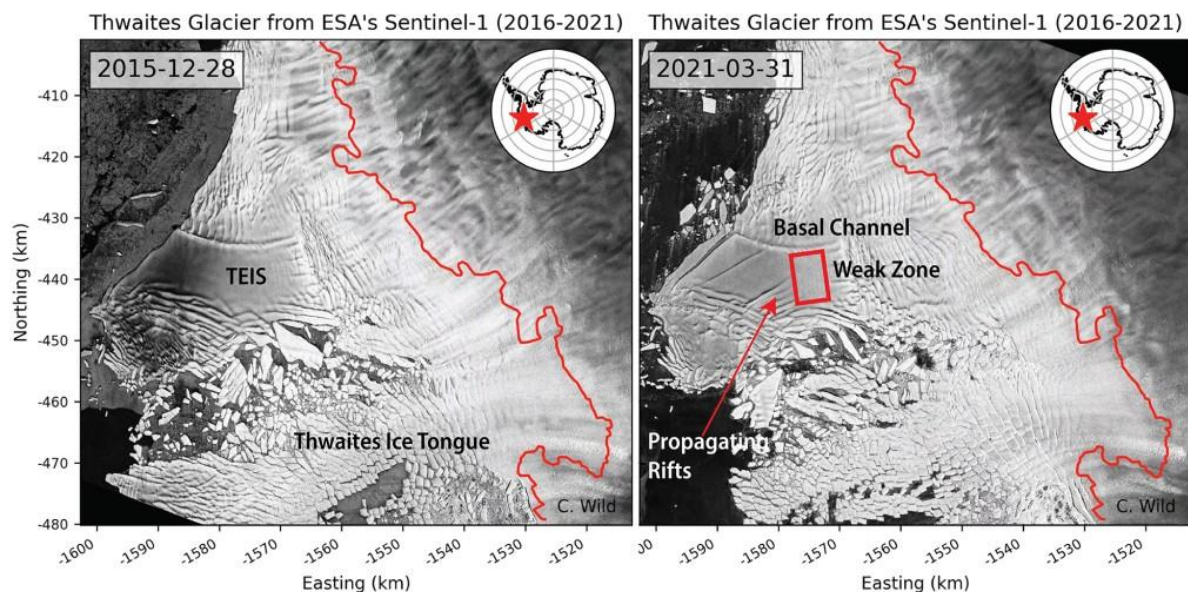 Thwaites Glacier from ESA's Sentinel-1 (2016-2021)
2015-12-28
TEIS
Thwaites Ice Tongue
C. Wild
Northing (km)
-410
-420
-430
-440
-450
-460
-470
-480
-1600
-1590
-1580
-1570
-1560
-1550
-1540
-1530
-1520
Easting (km)
Thwaites Glacier from ESA's Sentinel-1 (2016-2021)
2021-03-31
Basal Channel
Weak Zone
Propagating
Rifts
C. Wild
00
-1590
-1580
-1570
-1560
-1550
-1540
-1530
-1520
Easting (km)